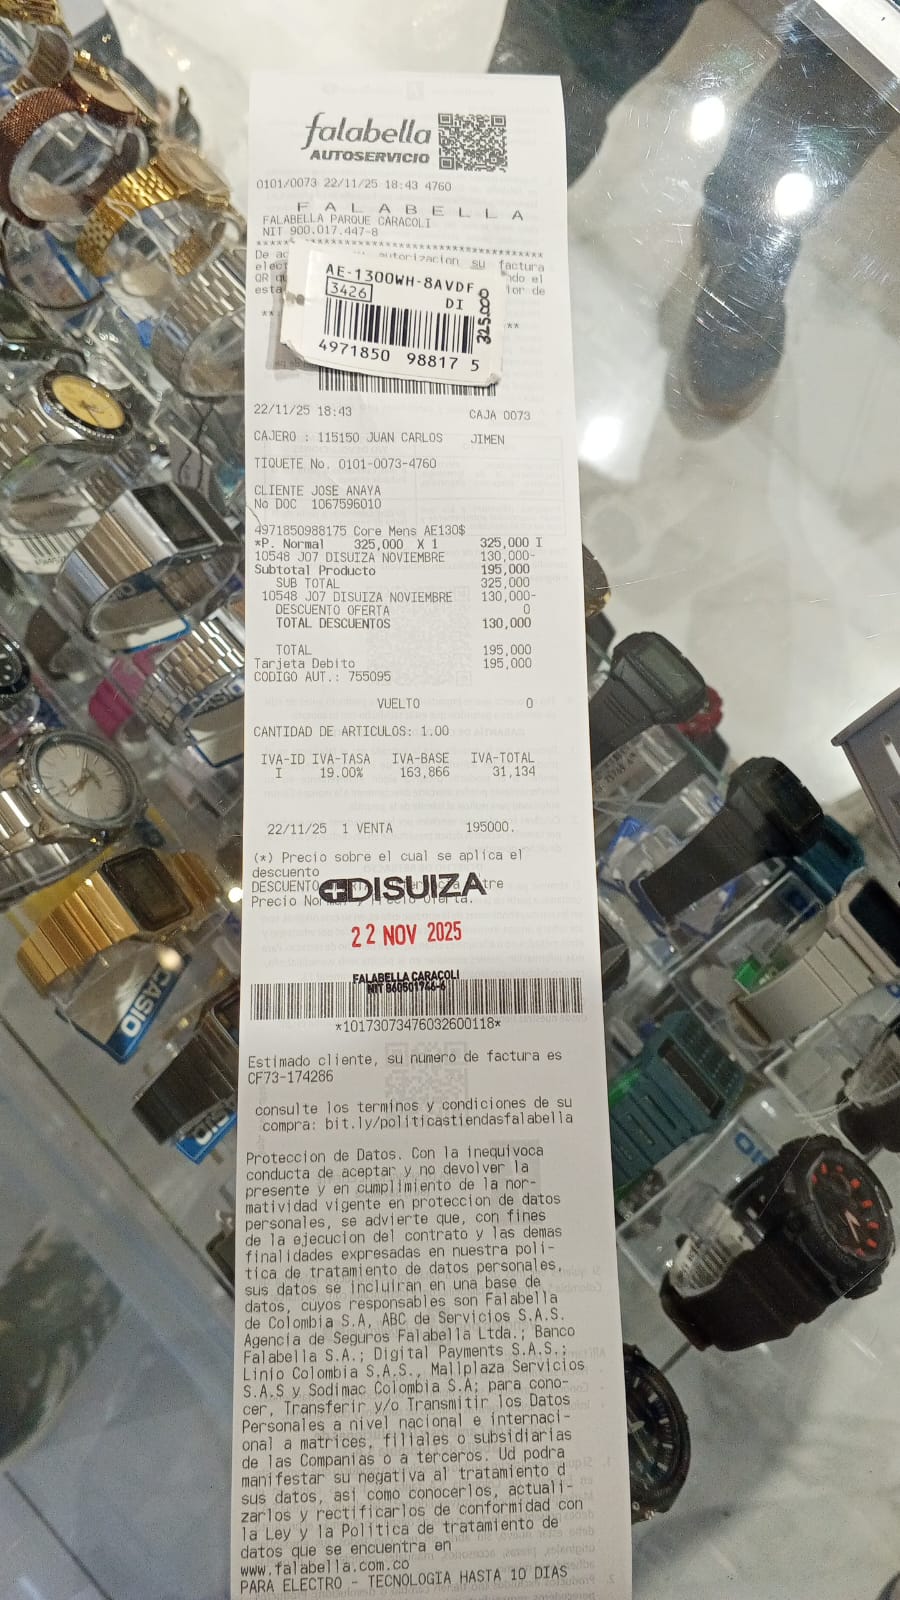 falabella
AUTOSERVICIO
0101/0073 22/11/25 18:43 4760
F A L A B E L L A
FALABELLA PARQUE CARACOLI
NIT 900.017.447-8
De autorizacion su factura
AE-1300WH-8AVDF
3426
DI
325.000
4971850 98817 5
22/11/25 18:43 CAJA 0073
CAJERO : 115150 JUAN CARLOS JIMEN
TIQUETE No. 0101-0073-4760
CLIENTE JOSE ANAYA
No DOC 1067596010
4971850988175 Core Mens AE130$
*P. Normal 325,000 X 1 325,000 I
10548 J07 DISUIZA NOVIEMBRE 130,000-
Subtotal Producto 195,000
SUB TOTAL 325,000
10548 J07 DISUIZA NOVIEMBRE 130,000-
DESCUENTO OFERTA 0
TOTAL DESCUENTOS 130,000
TOTAL 195,000
Tarjeta Debito 195,000
CODIGO AUT.: 755095
VUELTO 0
CANTIDAD DE ARTICULOS: 1.00
IVA-ID IVA-TASA IVA-BASE IVA-TOTAL
I 19.00% 163,866 31,134
22/11/25 1 VENTA 195000.
(*) Precio sobre el cual se aplica el
descuento
DESCUENTO
DISUIZA
Precio
22 NOV 2025
FALABELLA CARACOLI
NIT 860501746-6
*10173073476032600118*
Estimado cliente, su numero de factura es
CF73-174286
consulte los terminos y condiciones de su
compra: bit.ly/politicastiendasfalabella
Proteccion de Datos. Con la inequivoca
conducta de aceptar y no devolver la
presente y en cumplimiento de la nor-
matividad vigente en proteccion de datos
personales, se advierte que, con fines
de la ejecucion del contrato y las demas
finalidades expresadas en nuestra poli-
tica de tratamiento de datos personales,
sus datos se incluiran en una base de
datos, cuyos responsables son Falabella
de Colombia S.A, ABC de Servicios S.A.S.
Agencia de Seguros Falabella Ltda.; Banco
Falabella S.A.; Digital Payments S.A.S.;
Linio Colombia S.A.S., Mallplaza Servicios
S.A.S y Sodimac Colombia S.A; para cono-
cer, Transferir y/o Transmitir los Datos
Personales a nivel nacional e internaci-
onal a matrices, filiales o subsidiarias
de las Companias o a terceros. Ud podra
manifestar su negativa al tratamiento d
sus datos, asi como conocerlos, actuali-
zarlos y rectificarlos de conformidad con
la Ley y la Politica de tratamiento de
datos que se encuentra en
www.falabella.com.co
PARA ELECTRO - TECNOLOGIA HASTA 10 DIAS
CASIO